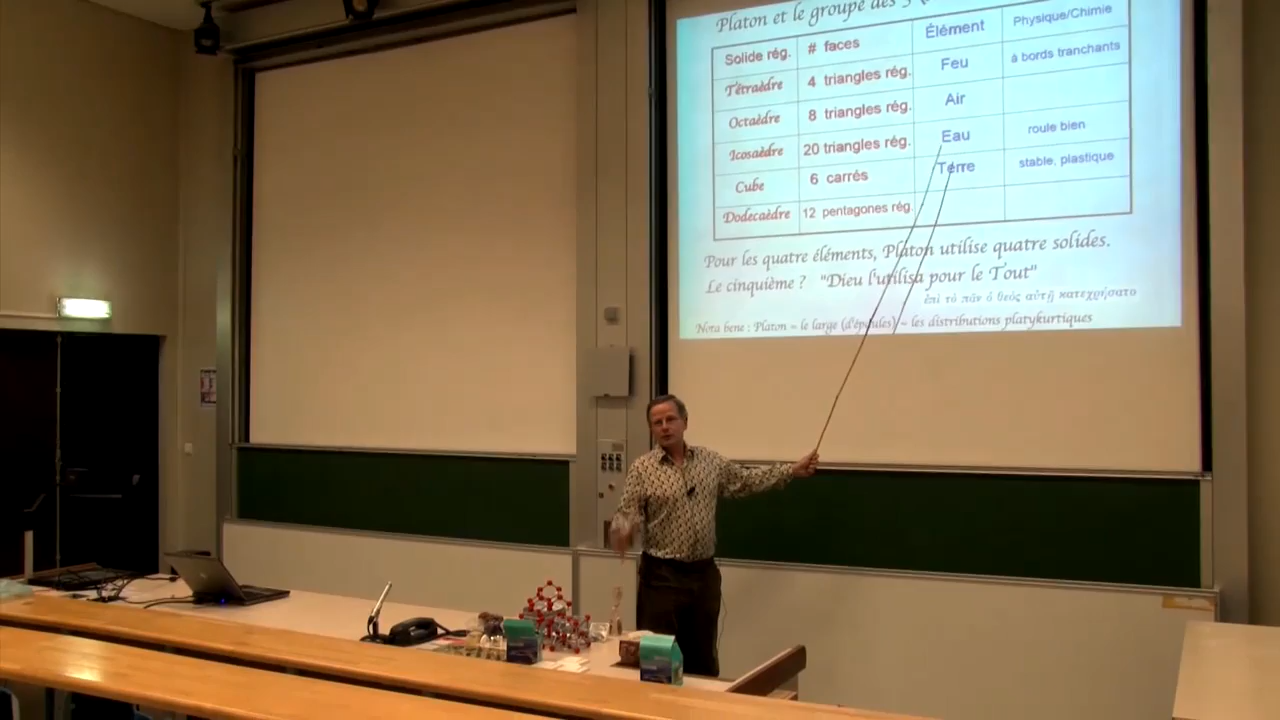 Platon et le groupe des 5
Solide rég. # faces Élément Physique/Chimie
Tétraèdre 4 triangles rég. Feu à bords tranchants
Octaèdre 8 triangles rég. Air
Icosaèdre 20 triangles rég. Eau roule bien
Cube 6 carrés Terre stable, plastique
Dodecaèdre 12 pentagones rég.
Pour les quatre éléments, Platon utilise quatre solides.
Le cinquième ? "Dieu l'utilisa pour le Tout"
ἐπὶ τὸ πᾶν ὁ θεὸς αὐτῇ κατεχρήσατο
Nota bene : Platon = le large (d'épaules) – les distributions platykurtiques